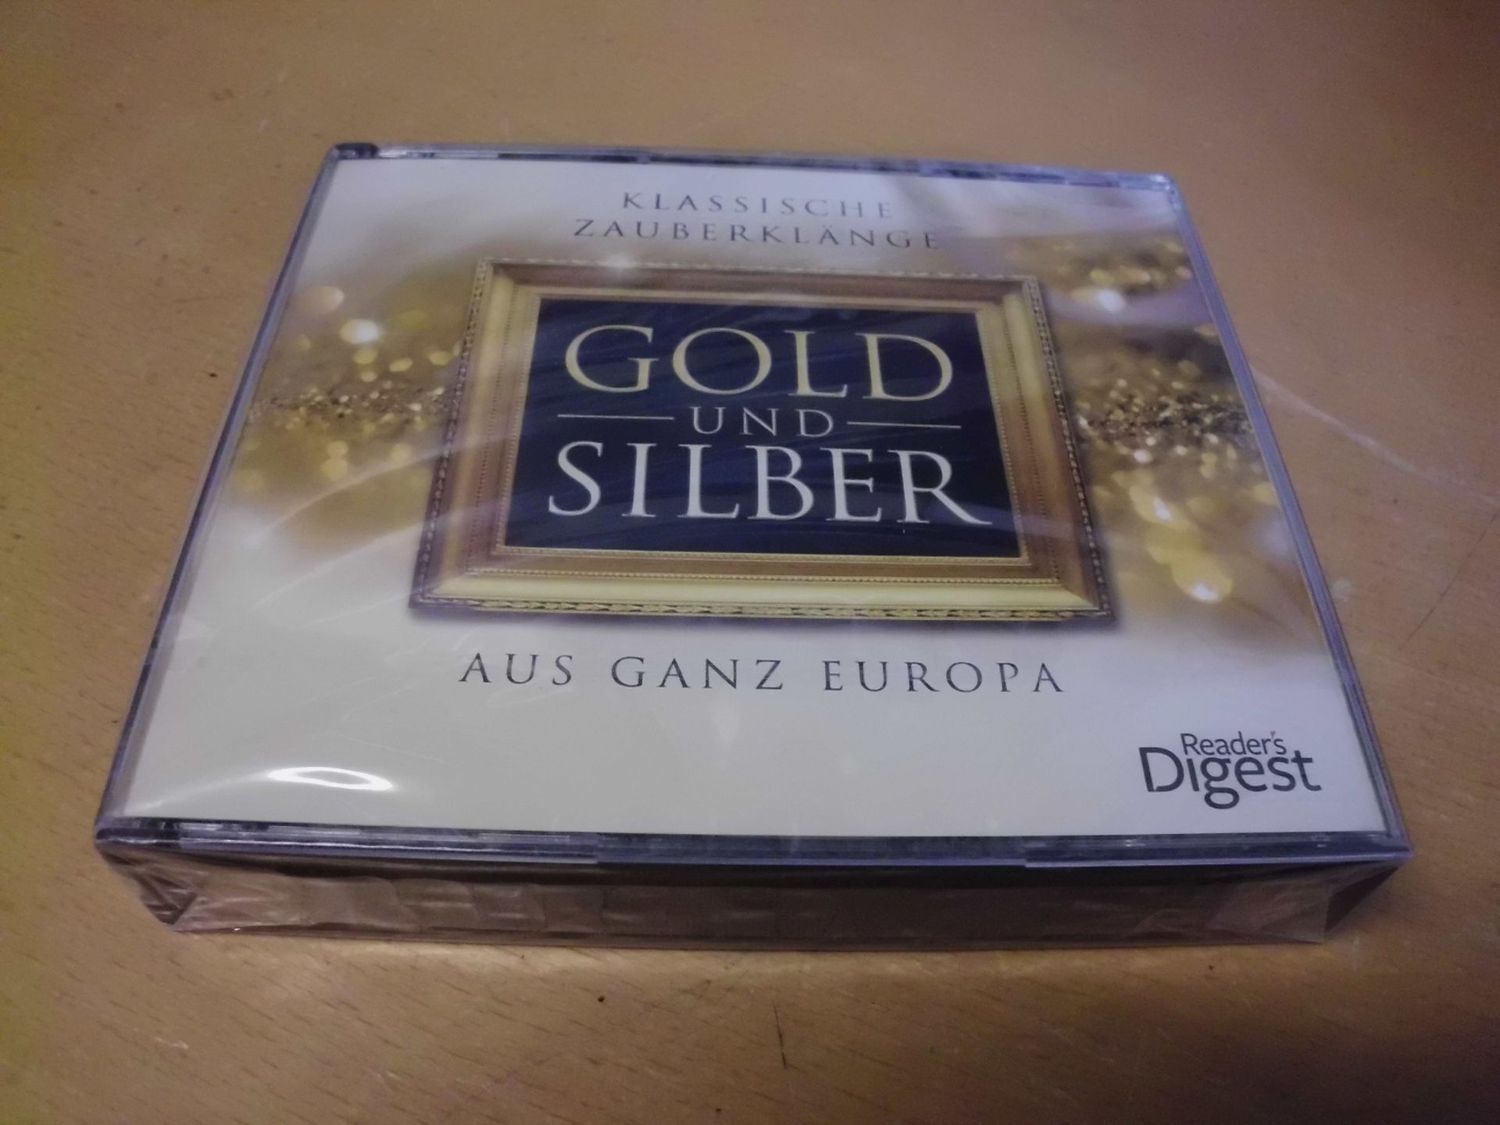 KLASSISCHE
ZAUBERKLÄNGE
GOLD
UND
SILBER
AUS GANZ EUROPA
Reader's
Digest